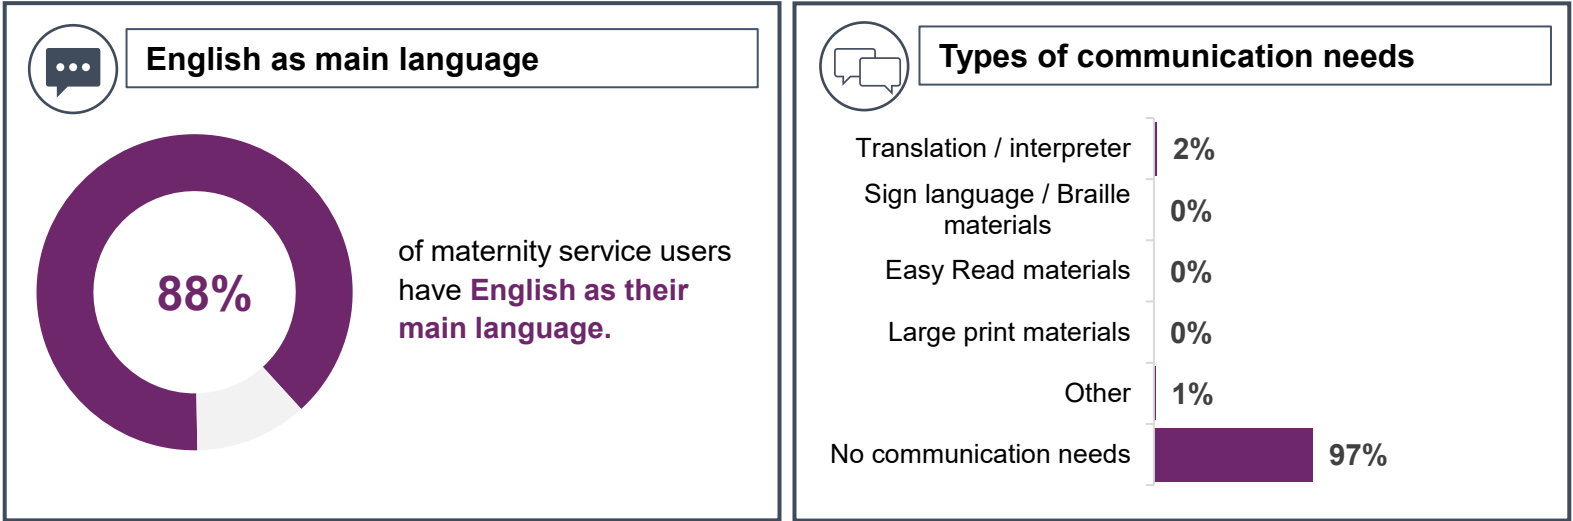 English as main language
88%
of maternity service users
have English as their
main language.
Types of communication needs
Translation / interpreter 2%
Sign language / Braille
materials 0%
Easy Read materials 0%
Large print materials 0%
Other 1%
No communication needs 97%